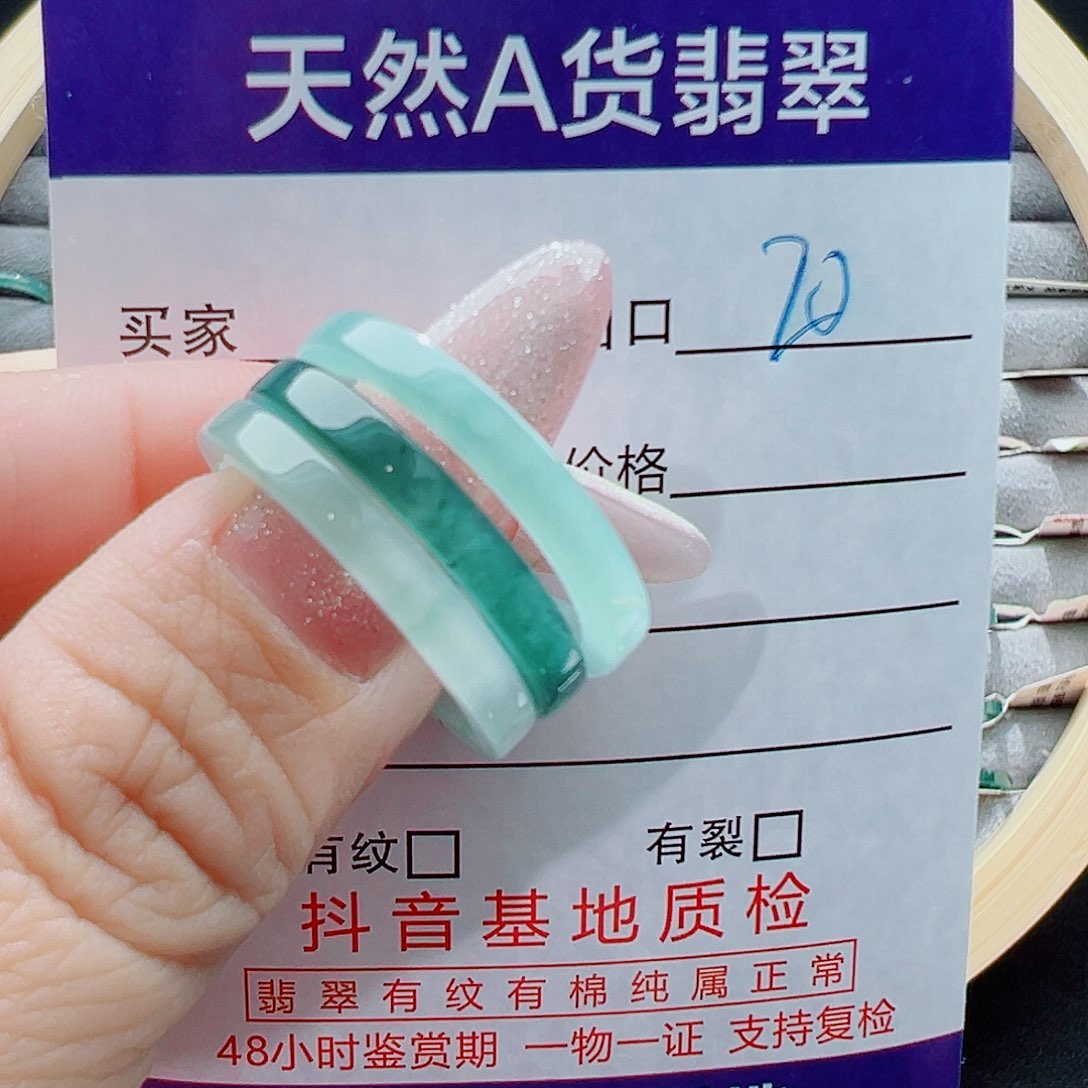 天然A货翡翠
买家 口 70
价格
有纹□ 有裂□
抖音基地质检
翡翠有纹有棉纯属正常
48小时鉴赏期 一物一证 支持复检